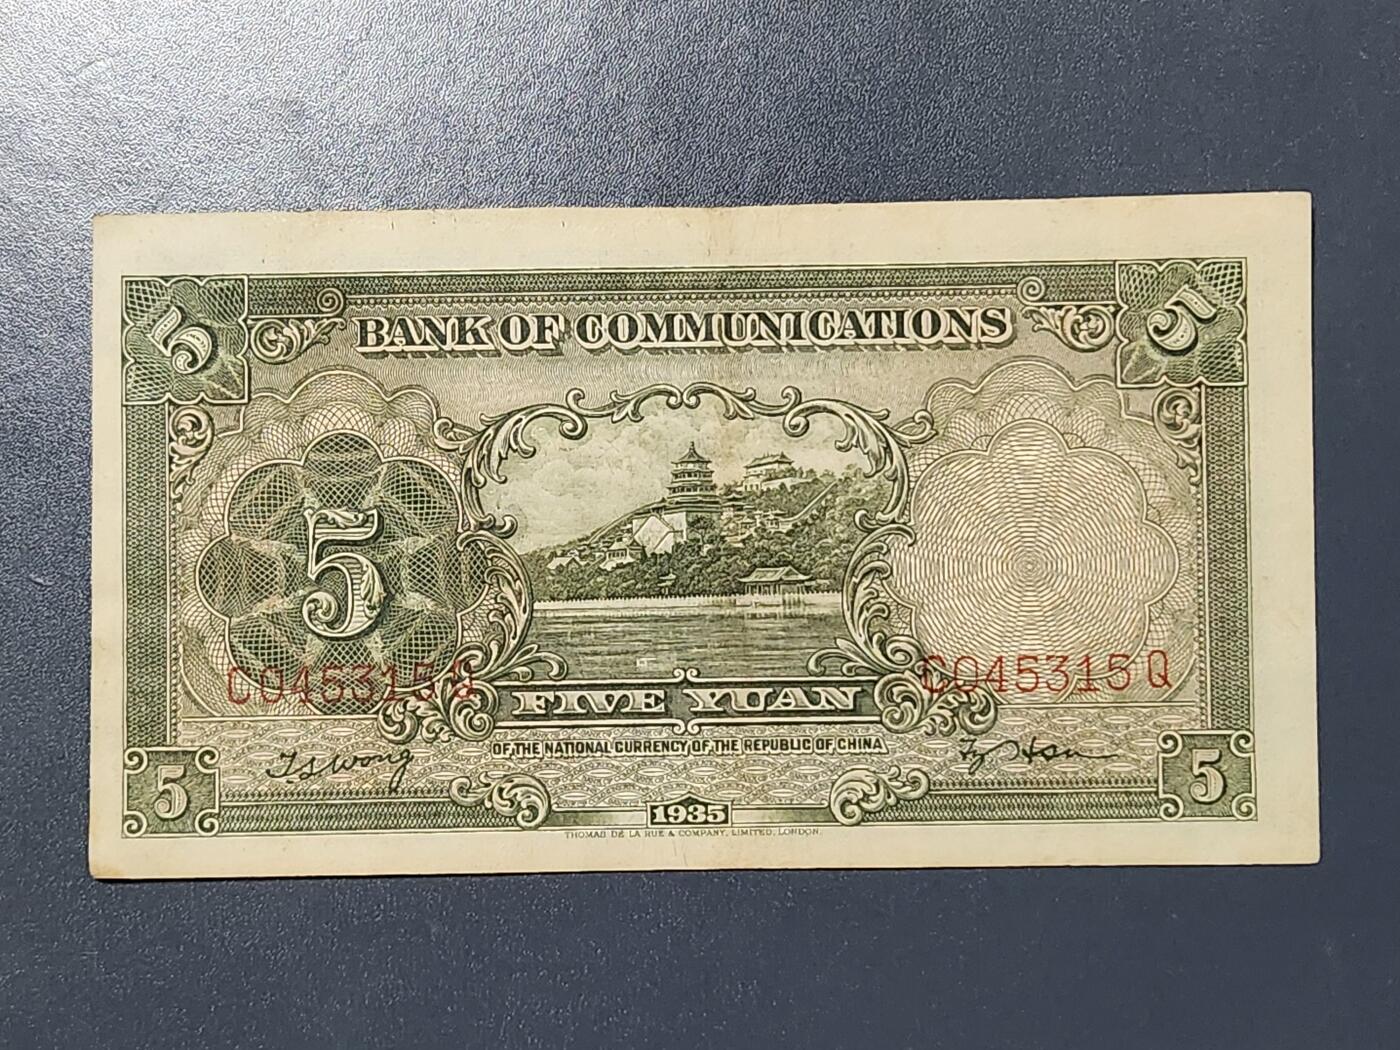 5 5
BANK OF COMMUNICATIONS
5
C045315Q C045315Q
FIVE YUAN
OF THE NATIONAL CURRENCY OF THE REPUBLIC OF CHINA
T S Wong
5 5
1935
THOMAS DE LA RUE & COMPANY, LIMITED, LONDON.